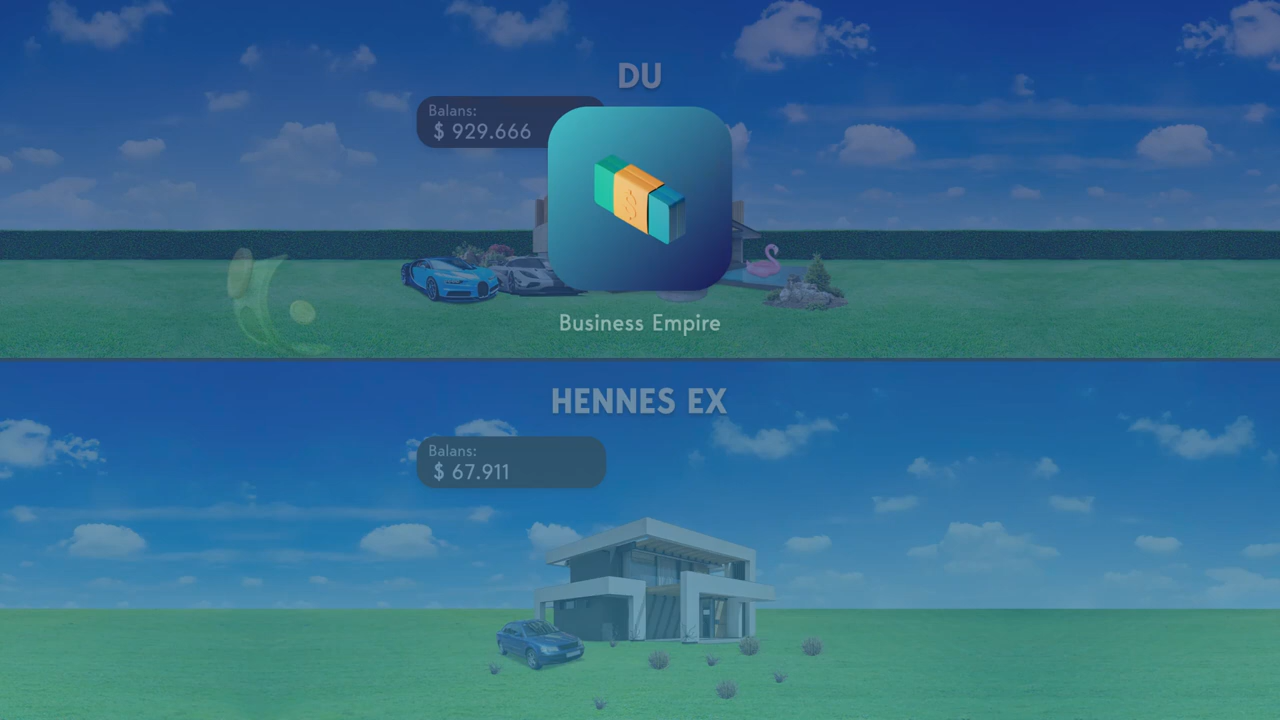 DU
Balans:
$ 929.666
Business Empire
HENNES EX
Balans:
$ 67.911